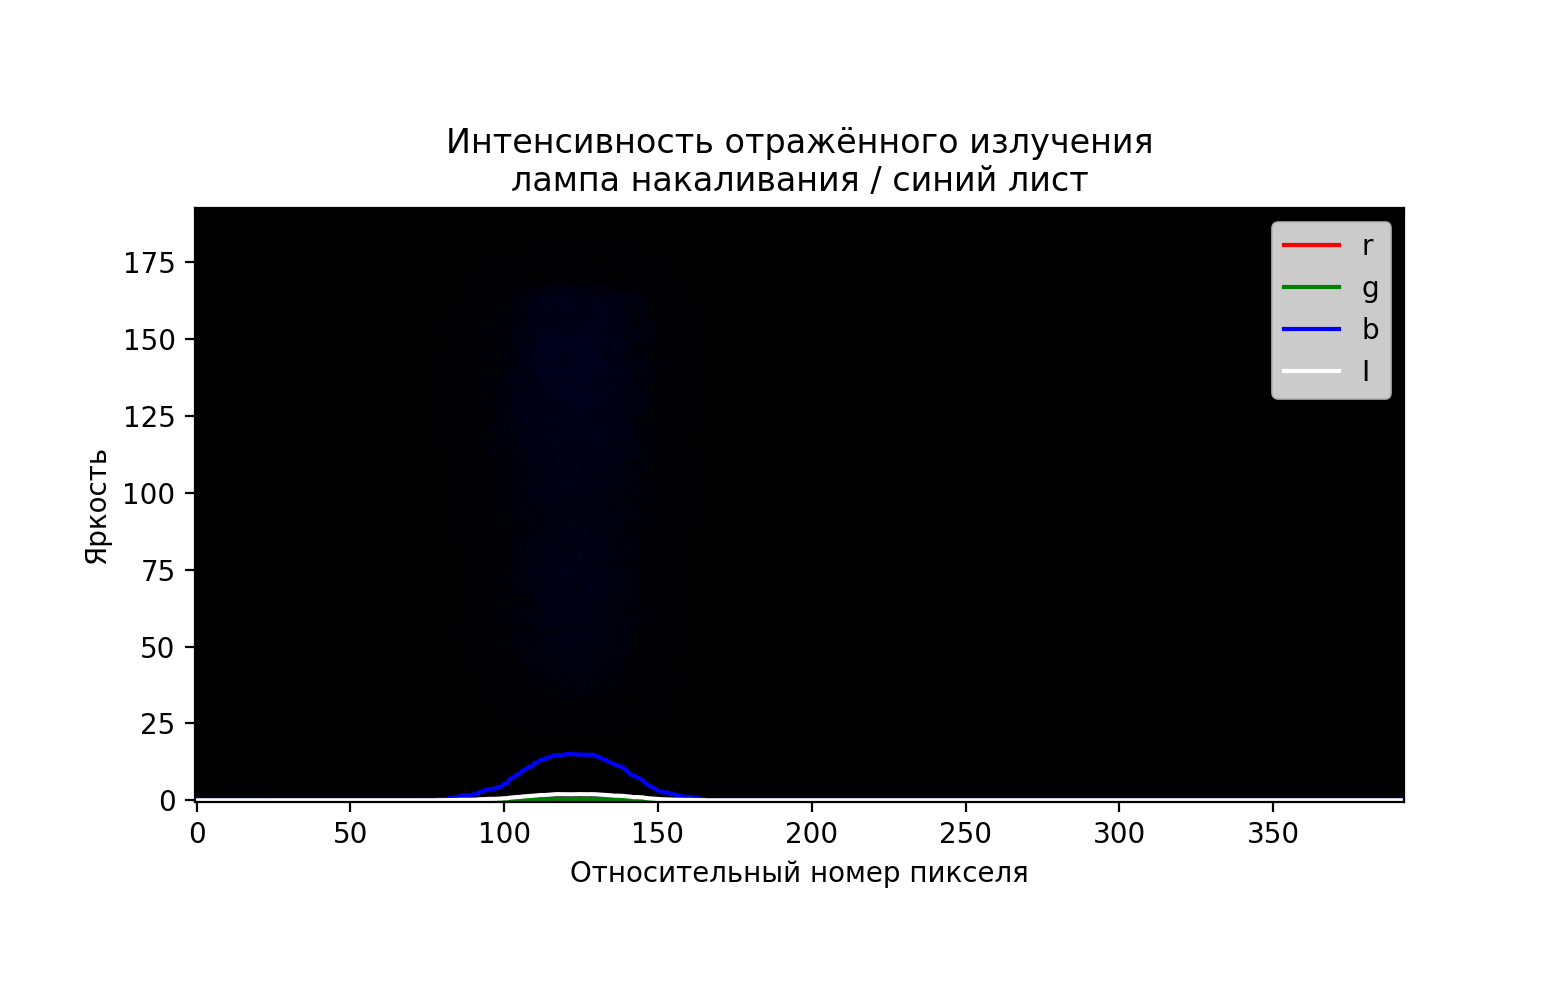 Интенсивность отражённого излучения
лампа накаливания / синий лист
r
g
b
l
175
150
125
100
75
50
25
0
Яркость
0 50 100 150 200 250 300 350
Относительный номер пикселя